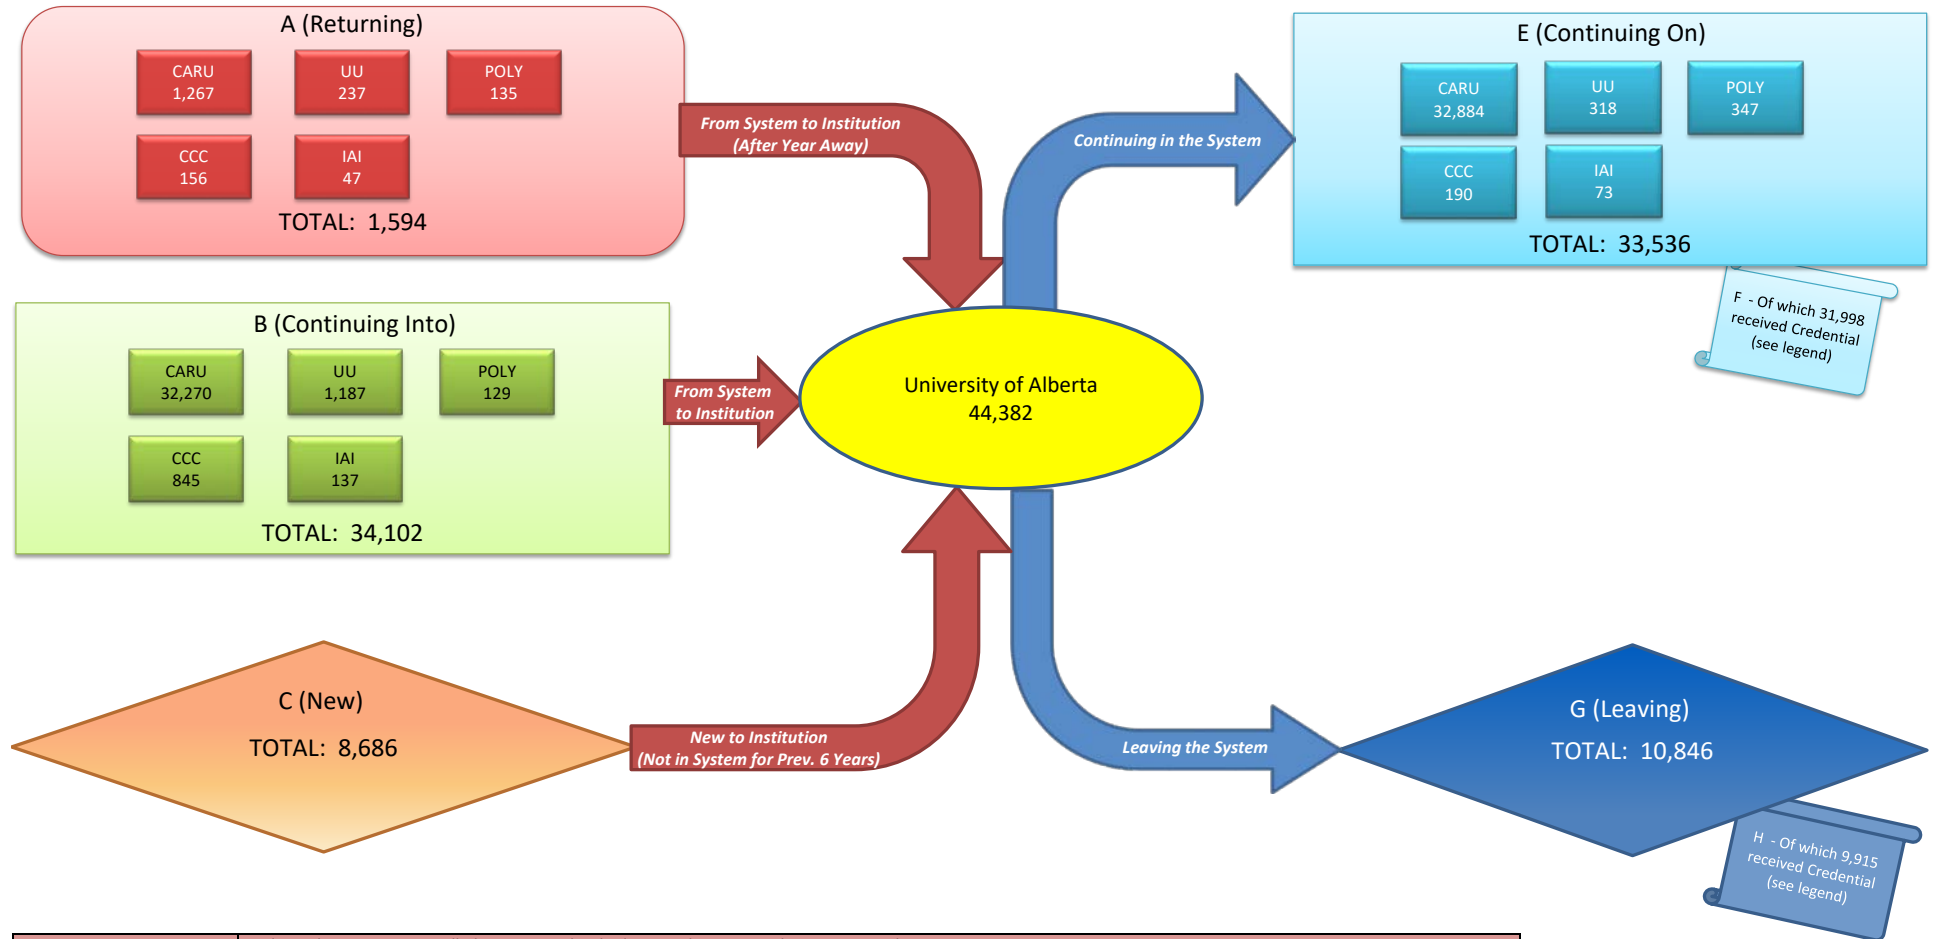 A (Returning)
CARU
1,267
UU
237
POLY
135
CCC
156
IAI
47
TOTAL:  1,594
From System to Institution
(After Year Away)
Continuing in the System
E (Continuing On)
CARU
32,884
UU
318
POLY
347
CCC
190
IAI
73
TOTAL:  33,536
F  - Of which 31,998
received Credential
(see legend)
B (Continuing Into)
CARU
32,270
UU
1,187
POLY
129
CCC
845
IAI
137
TOTAL:  34,102
From System
to Institution
University of Alberta
44,382
C (New)
TOTAL:  8,686
New to Institution
(Not in System for Prev. 6 Years)
Leaving the System
G (Leaving)
TOTAL:  10,846
H  - Of which 9,915
received Credential
(see legend)